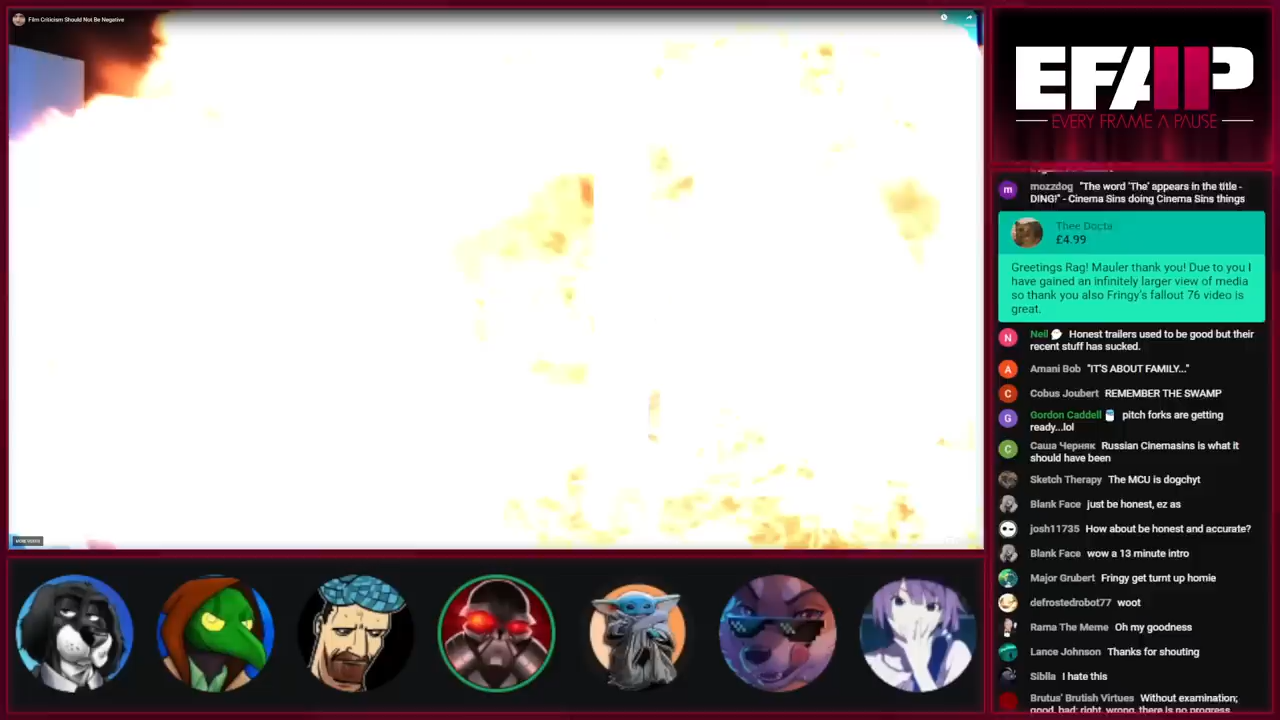 Film Criticism Should Not Be Negative
MORE VIDEOS
EFAP
EVERY FRAME A PAUSE
mozzdog "The word 'The' appears in the title -
DING!" - Cinema Sins doing Cinema Sins things
Thee Docta
£4.99
Greetings Rag! Mauler thank you! Due to you I
have gained an infinitely larger view of media
so thank you also Fringy's fallout 76 video is
great.
Neil Honest trailers used to be good but their
recent stuff has sucked.
Amani Bob "IT'S ABOUT FAMILY..."
Cobus Joubert REMEMBER THE SWAMP
Gordon Caddell pitch forks are getting
ready...lol
Саша Черняк Russian Cinemasins is what it
should have been
Sketch Therapy The MCU is dogchyt
Blank Face just be honest, ez as
josh11735 How about be honest and accurate?
Blank Face wow a 13 minute intro
Major Grubert Fringy get turnt up homie
defrostedrobot77 woot
Rama The Meme Oh my goodness
Lance Johnson Thanks for shouting
Siblla I hate this
Brutus' Brutish Virtues Without examination;
good, bad; right, wrong, there is no progress